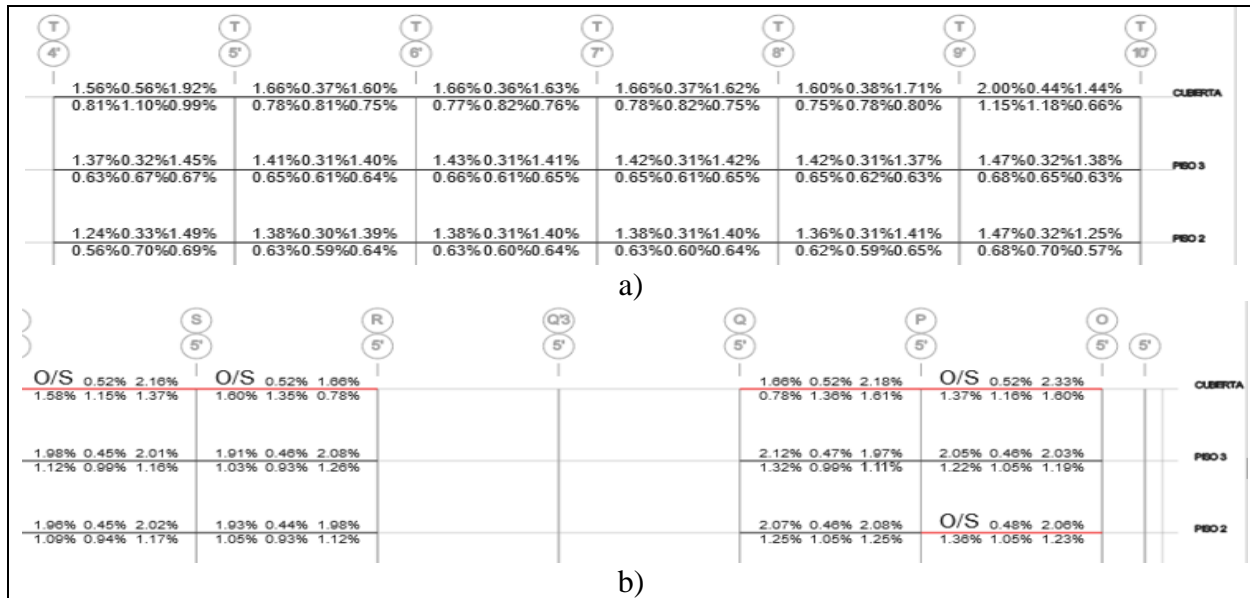 T T T T T T T
4' 5' 6' 7' 8' 9' 10'
1.56%0.56%1.92% 1.66%0.37%1.60% 1.66%0.36%1.63% 1.66%0.37%1.62% 1.60%0.38%1.71% 2.00%0.44%1.44%
CUBIERTA
0.81%1.10%0.99% 0.78%0.81%0.75% 0.77%0.82%0.76% 0.78%0.82%0.75% 0.75%0.78%0.80% 1.15%1.18%0.66%
1.37%0.32%1.45% 1.41%0.31%1.40% 1.43%0.31%1.41% 1.42%0.31%1.42% 1.42%0.31%1.37% 1.47%0.32%1.38%
PISO 3
0.63%0.67%0.67% 0.65%0.61%0.64% 0.66%0.61%0.65% 0.65%0.61%0.65% 0.65%0.62%0.63% 0.68%0.65%0.63%
1.24%0.33%1.49% 1.38%0.30%1.39% 1.38%0.31%1.40% 1.38%0.31%1.40% 1.36%0.31%1.41% 1.47%0.32%1.25%
PISO 2
0.56%0.70%0.69% 0.63%0.59%0.64% 0.63%0.60%0.64% 0.63%0.60%0.64% 0.62%0.59%0.65% 0.68%0.70%0.57%
a)
S R Q'3 Q P O
5' 5' 5' 5' 5' 5' 5'
O/S 0.52% 2.16% O/S 0.52% 1.66% 1.66% 0.52% 2.18% O/S 0.52% 2.33%
CUBIERTA
1.58% 1.15% 1.37% 1.60% 1.35% 0.78% 0.78% 1.36% 1.61% 1.37% 1.16% 1.60%
1.98% 0.45% 2.01% 1.91% 0.46% 2.08% 2.12% 0.47% 1.97% 2.05% 0.46% 2.03%
PISO 3
1.12% 0.99% 1.16% 1.03% 0.93% 1.26% 1.32% 0.99% 1.11% 1.22% 1.05% 1.19%
1.96% 0.45% 2.02% 1.93% 0.44% 1.98% 2.07% 0.46% 2.08% O/S 0.48% 2.06%
PISO 2
1.09% 0.94% 1.17% 1.05% 0.93% 1.12% 1.25% 1.05% 1.25% 1.36% 1.05% 1.23%
b)